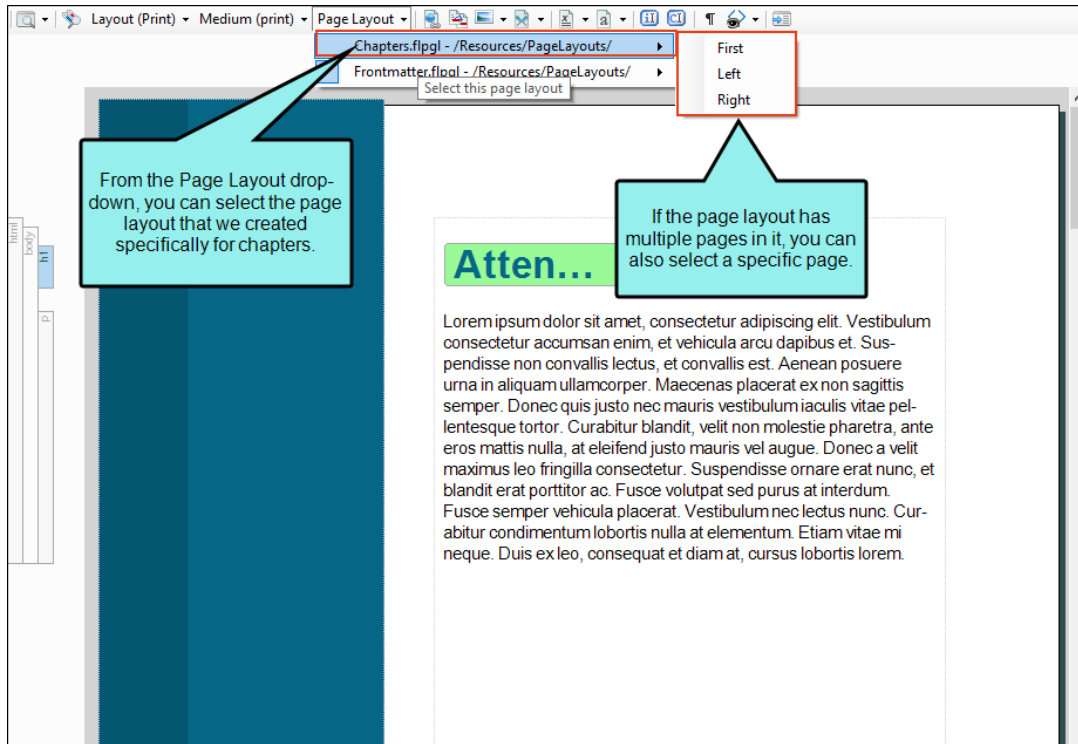 Layout (Print) Medium (print) Page Layout
Chapters.flpgl - /Resources/PageLayouts/
Frontmatter.flpgl - /Resources/PageLayouts/
Select this page layout
First
Left
Right
From the Page Layout drop-
down, you can select the page
layout that we created
specifically for chapters.
If the page layout has
multiple pages in it, you can
also select a specific page.
html
body
h1
p
Atten...
Lorem ipsum dolor sit amet, consectetur adipiscing elit. Vestibulum
consectetur accumsan enim, et vehicula arcu dapibus et. Sus-
pendisse non convallis lectus, et convallis est. Aenean posuere
urna in aliquam ullamcorper. Maecenas placerat ex non sagittis
semper. Donec quis justo nec mauris vestibulum iaculis vitae pel-
lentesque tortor. Curabitur blandit, velit non molestie pharetra, ante
eros mattis nulla, at eleifend justo mauris vel augue. Donec a velit
maximus leo fringilla consectetur. Suspendisse ornare erat nunc, et
blandit erat porttitor ac. Fusce volutpat sed purus at interdum.
Fusce semper vehicula placerat. Vestibulum nec lectus nunc. Cur-
abitur condimentum lobortis nulla at elementum. Etiam vitae mi
neque. Duis ex leo, consequat et diam at, cursus lobortis lorem.